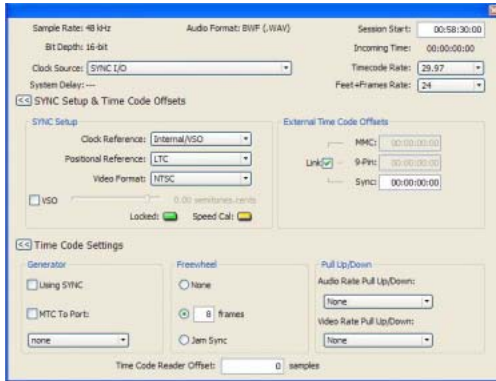 Sample Rate: 48 kHz Audio Format: BWF (.WAV) Session Start: 00:58:30:00
Bit Depth: 16-bit Incoming Time: 00:00:00:00
Clock Source: SYNC I/O Timecode Rate: 29.97
System Delay: --- Feet+Frames Rate: 24
<< SYNC Setup & Time Code Offsets
SYNC Setup External Time Code Offsets
Clock Reference: Internal/VSO MMC: 00:00:00:00
Positional Reference: LTC Link 9-Pin: 00:00:00:00
Video Format: NTSC Sync: 00:00:00:00
VSO 0.00 semitones.cents
Locked: Speed Cal:
<< Time Code Settings
Generator Freewheel Pull Up/Down
Using SYNC None Audio Rate Pull Up/Down:
None
MTC To Port: 8 frames
Video Rate Pull Up/Down:
none Jam Sync None
Time Code Reader Offset: 0 samples